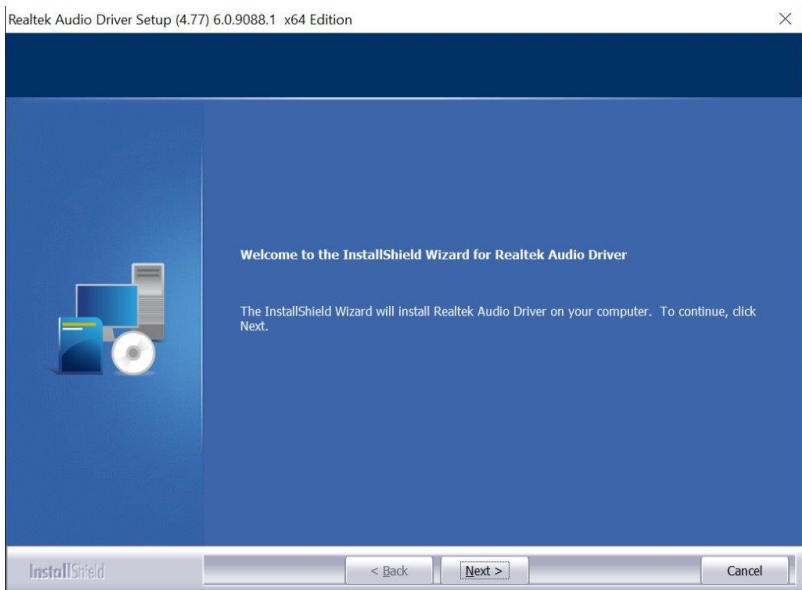 Realtek Audio Driver Setup (4.77) 6.0.9088.1 x64 Edition
Welcome to the InstallShield Wizard for Realtek Audio Driver
The InstallShield Wizard will install Realtek Audio Driver on your computer. To continue, click
Next.
InstallShield
< Back
Next >
Cancel